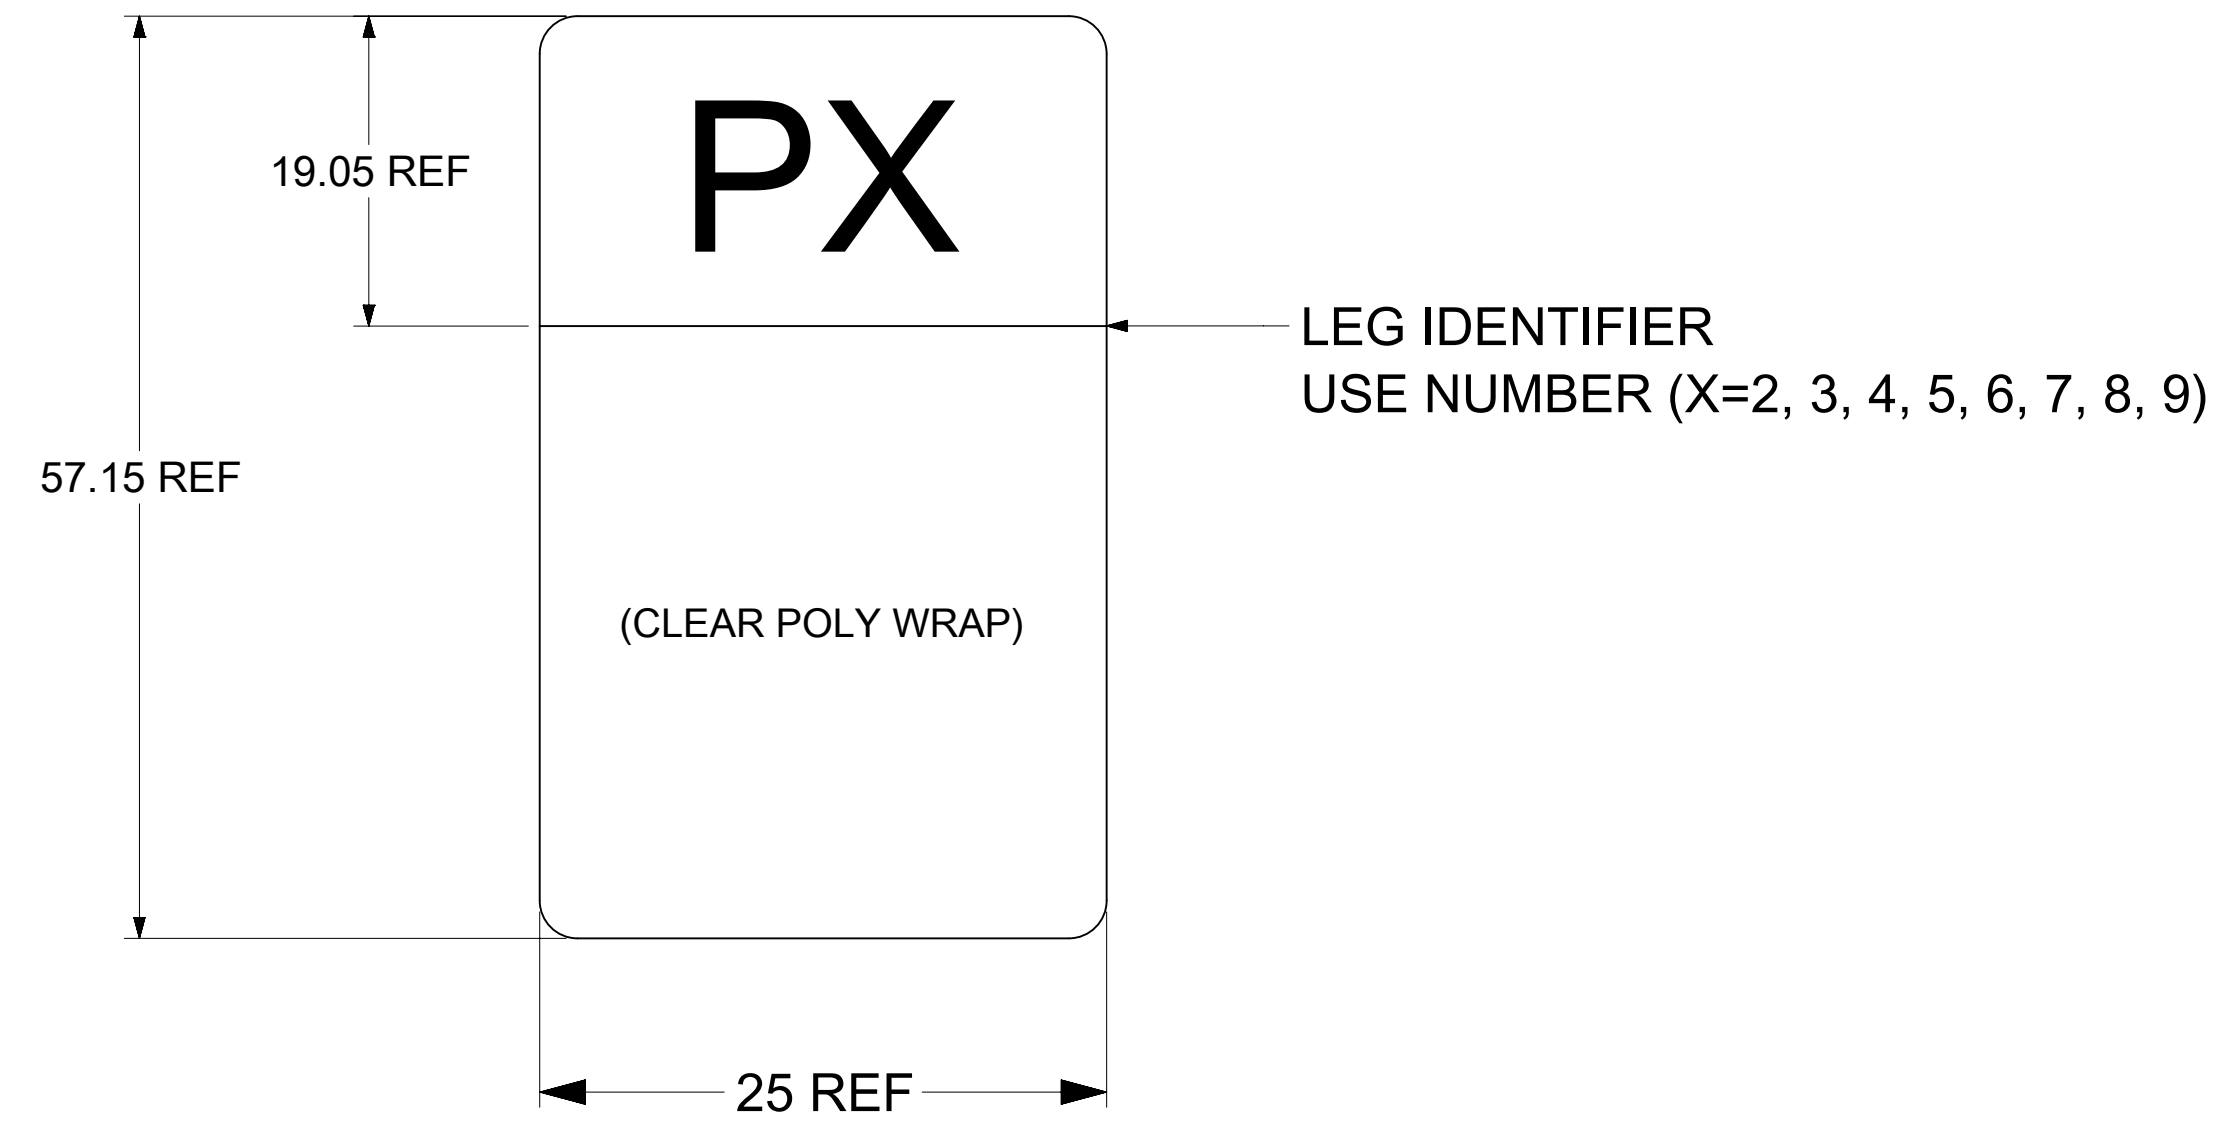 PX
19.05 REF
LEG IDENTIFIER
USE NUMBER (X=2, 3, 4, 5, 6, 7, 8, 9)
57.15 REF
(CLEAR POLY WRAP)
25 REF